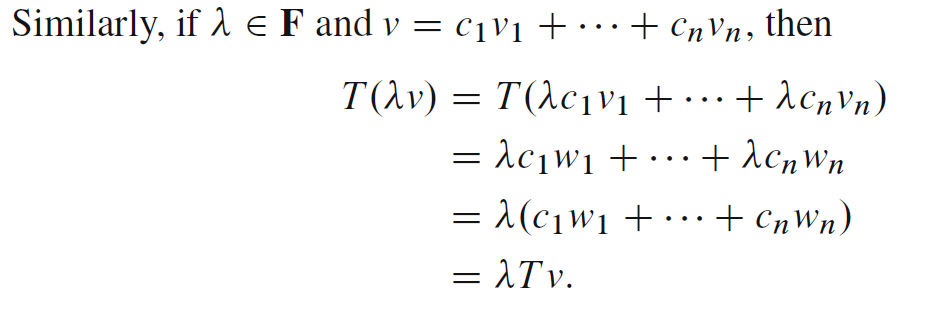 Similarly, if λ ∈ F and v = c₁v₁ + · · · + cₙvₙ, then
T(λv) = T(λc₁v₁ + · · · + λcₙvₙ)
= λc₁w₁ + · · · + λcₙwₙ
= λ(c₁w₁ + · · · + cₙwₙ)
= λTv.